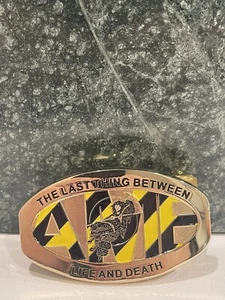 THE LAST THING BETWEEN
LIFE AND DEATH